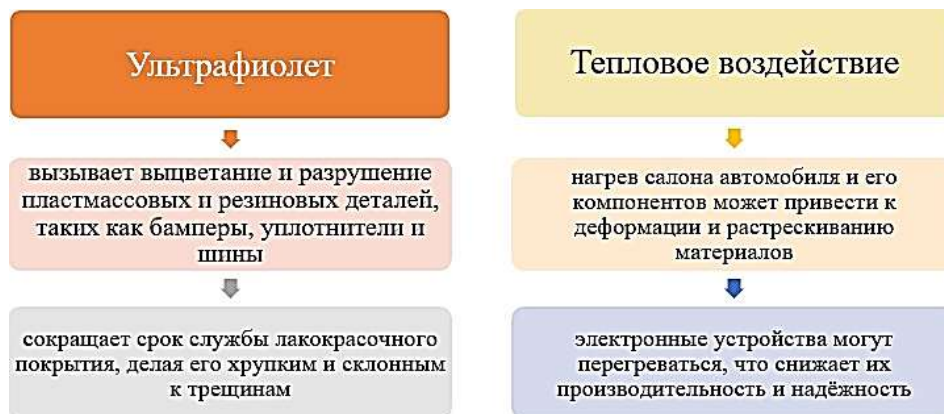 Ультрафиолет
вызывает выцветание и разрушение
пластмассовых и резиновых деталей,
таких как бамперы, уплотнители и
шины
сокращает срок службы лакокрасочного
покрытия, делая его хрупким и склонным
к трещинам
Тепловое воздействие
нагрев салона автомобиля и его
компонентов может привести к
деформации и растрескиванию
материалов
электронные устройства могут
перегреваться, что снижает их
производительность и надёжность